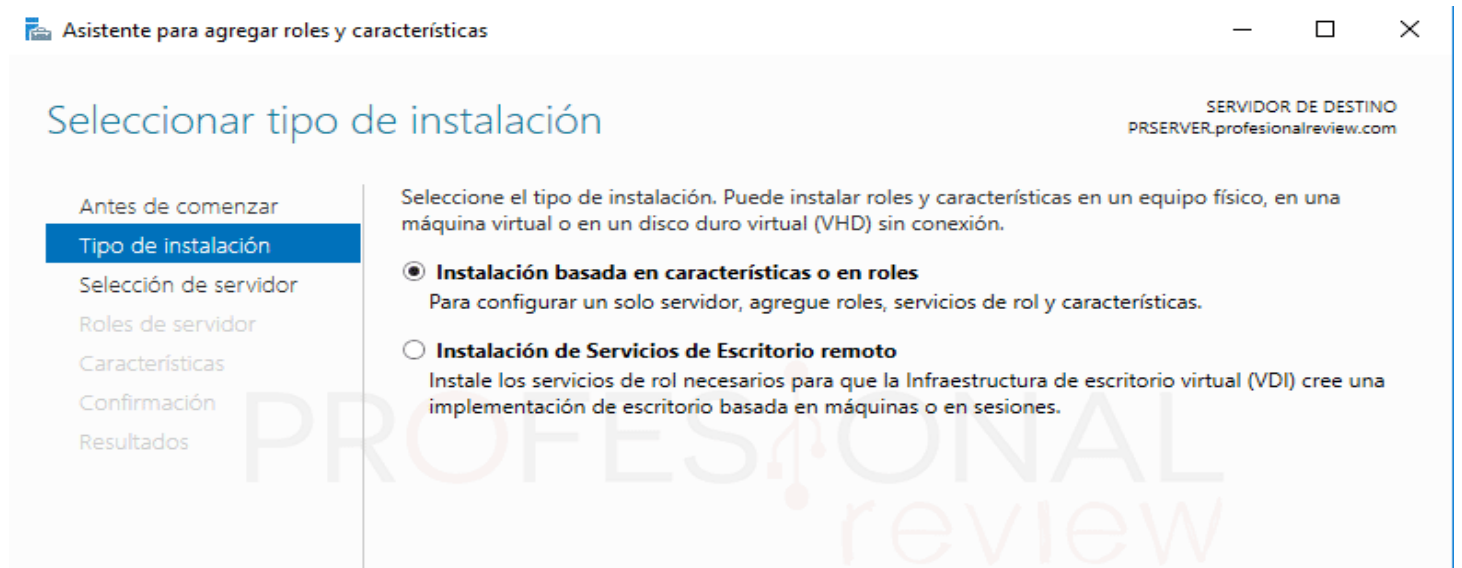 Asistente para agregar roles y características
Seleccionar tipo de instalación
SERVIDOR DE DESTINO
PRSERVER.profesionalreview.com
Antes de comenzar
Tipo de instalación
Selección de servidor
Roles de servidor
Características
Confirmación
Resultados
Seleccione el tipo de instalación. Puede instalar roles y características en un equipo físico, en una
máquina virtual o en un disco duro virtual (VHD) sin conexión.
Instalación basada en características o en roles
Para configurar un solo servidor, agregue roles, servicios de rol y características.
Instalación de Servicios de Escritorio remoto
Instale los servicios de rol necesarios para que la Infraestructura de escritorio virtual (VDI) cree una
implementación de escritorio basada en máquinas o en sesiones.
PROFESIONAL
review